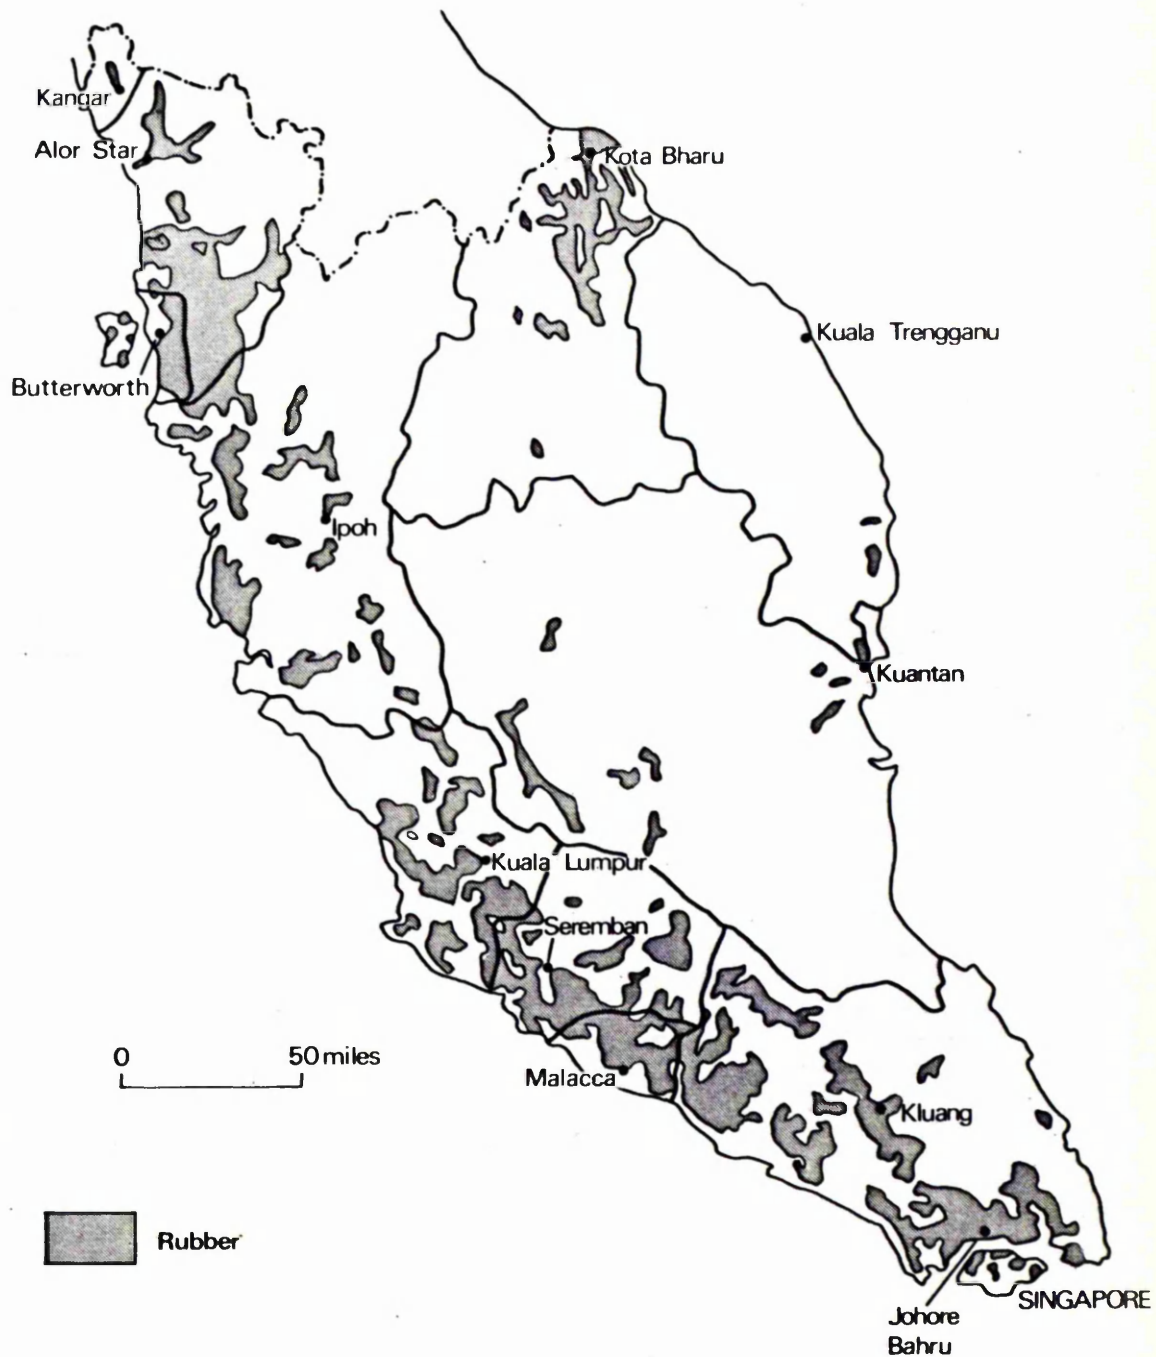 Kangar
Alor Star
Kota Bharu
Kuala Trengganu
Butterworth
Ipoh
Kuantan
Kuala Lumpur
Seremban
0 50 miles
Malacca
Kluang
Rubber
SINGAPORE
Johore
Bahru